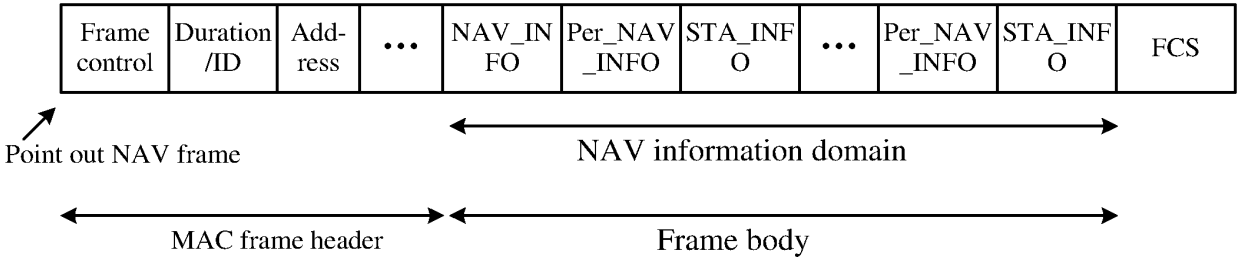 Frame
control
Duration
/ID
Add-
ress
...
NAV_IN
FO
Per_NAV
_INFO
STA_INF
O
...
Per_NAV
_INFO
STA_INF
O
FCS
Point out NAV frame
NAV information domain
MAC frame header
Frame body